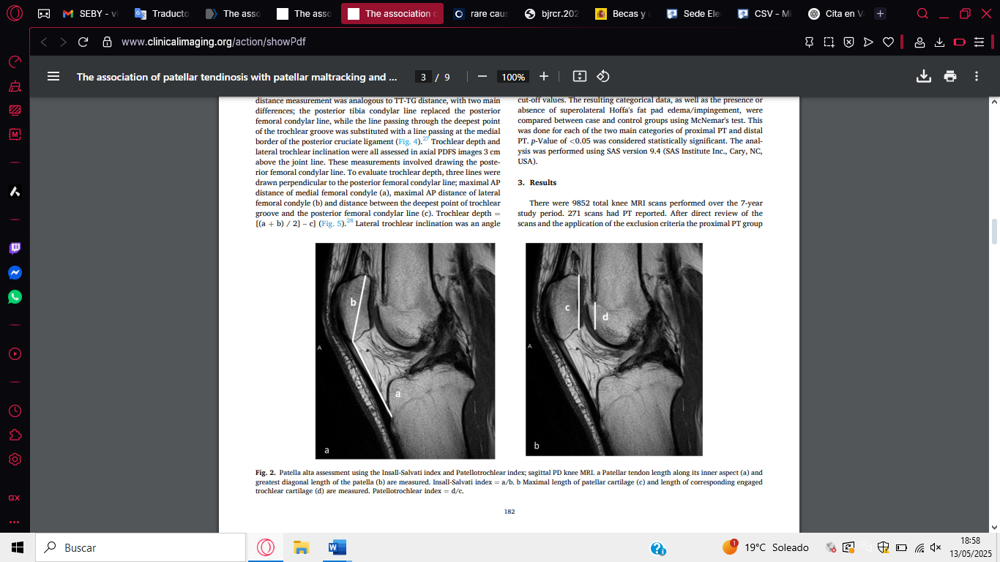 SEBY - vi
Traducto
The asso
The asso
The association c
rare cau
bjrcr.202
Becas y a
Sede Ele
CSV - Mi
Cita en V
www.clinicalimaging.org/action/showPdf
The association of patellar tendinosis with patellar maltracking and ...
3 / 9
100%
distance measurement was analogous to TT-TG distance, with two main
differences; the posterior tibia condylar line replaced the posterior
femoral condylar line, while the line passing through the deepest point
of the trochlear groove was substituted with a line passing at the medial
border of the posterior cruciate ligament (Fig. 4).27 Trochlear depth and
lateral trochlear inclination were all assessed in axial PDFS images 3 cm
above the joint line. These measurements involved drawing the poste-
rior femoral condylar line. To evaluate trochlear depth, three lines were
drawn perpendicular to the posterior femoral condylar line; maximal AP
distance of medial femoral condyle (a), maximal AP distance of lateral
femoral condyle (b) and distance between the deepest point of trochlear
groove and the posterior femoral condylar line (c). Trochlear depth =
[(a + b) / 2] – c] (Fig. 5).28 Lateral trochlear inclination was an angle
cut-off values. The resulting categorical data, as well as the presence or
absence of superolateral Hoffa's fat pad edema/impingement, were
compared between case and control groups using McNemar's test. This
was done for each of the two main categories of proximal PT and distal
PT. p-Value of <0.05 was considered statistically significant. The anal-
ysis was performed using SAS version 9.4 (SAS Institute Inc., Cary, NC,
USA).
3. Results
There were 9852 total knee MRI scans performed over the 7-year
study period. 271 scans had PT reported. After direct review of the
scans and the application of the exclusion criteria the proximal PT group
b
A
a
a
c
d
A
b
Fig. 2. Patella alta assessment using the Insall-Salvati index and Patellotrochlear index; sagittal PD knee MRI. a Patellar tendon length along its inner aspect (a) and
greatest diagonal length of the patella (b) are measured. Insall-Salvati index = a/b. b Maximal length of patellar cartilage (c) and length of corresponding engaged
trochlear cartilage (d) are measured. Patellotrochlear index = d/c.
182
GX
Buscar
1
19°C Soleado
18:58
13/05/2025